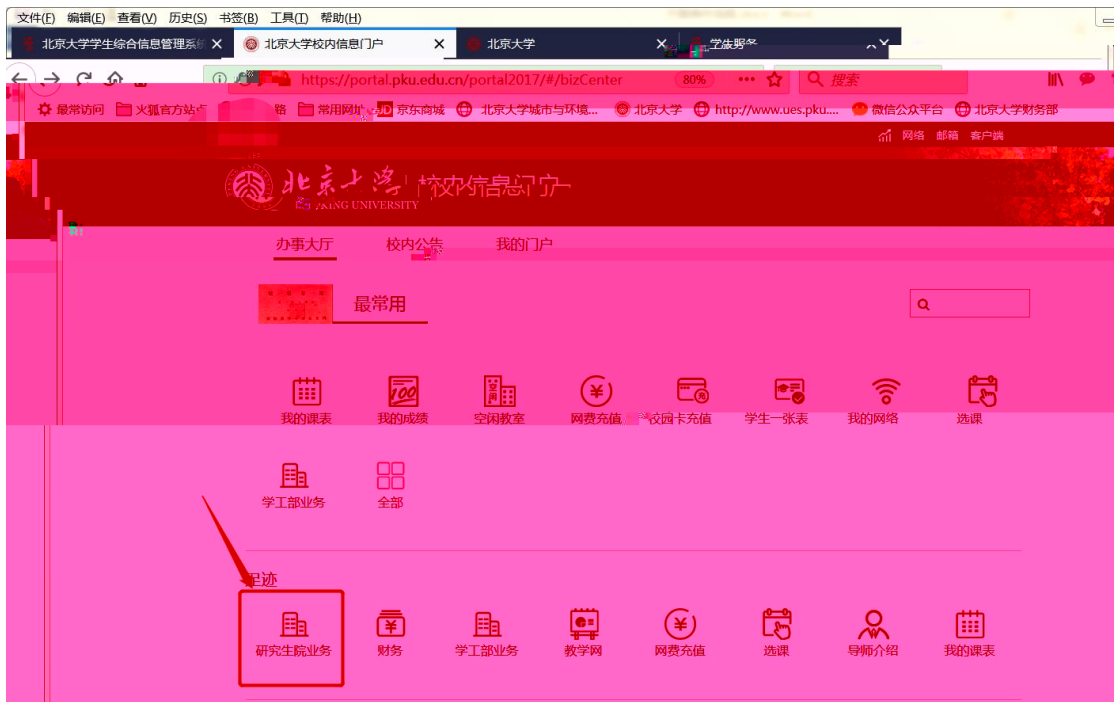 文件(F) 编辑(E) 查看(V) 历史(S) 书签(B) 工具(T) 帮助(H)
北京大学学生综合信息管理系统 北京大学校内信息门户 北京大学
https://portal.pku.edu.cn/portal2017/#/bizCenter 80% 搜索
最常访问 火狐官方站点 常用网址 JD 京东商城 北京大学城市与环境... 北京大学 http://www.ues.pku.... 微信公众平台 北京大学财务部
网络 邮箱 客户端
北京大学 校内信息门户
UNIVERSITY
办事大厅 校内公告 我的门户
最常用
我的课表 我的成绩 空闲教室 网费充值 校园卡充值 学生一张表 我的网络 选课
学工部业务 全部
足迹
研究生院业务 财务 学工部业务 教学网 网费充值 选课 导师介绍 我的课表